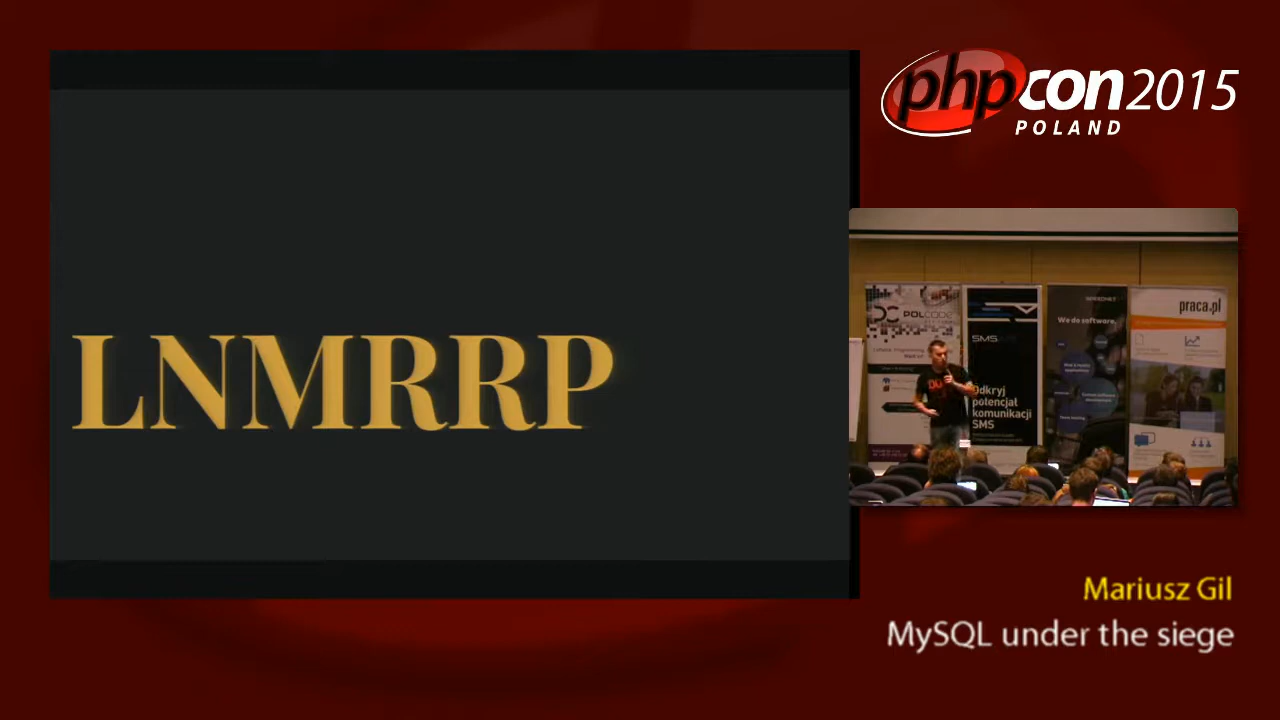 LNMRRP
phpcon2015
POLAND
POLCODE
SMS
Odkryj
potencjał
komunikacji
SMS
We do software.
praca.pl
Mariusz Gil
MySQL under the siege